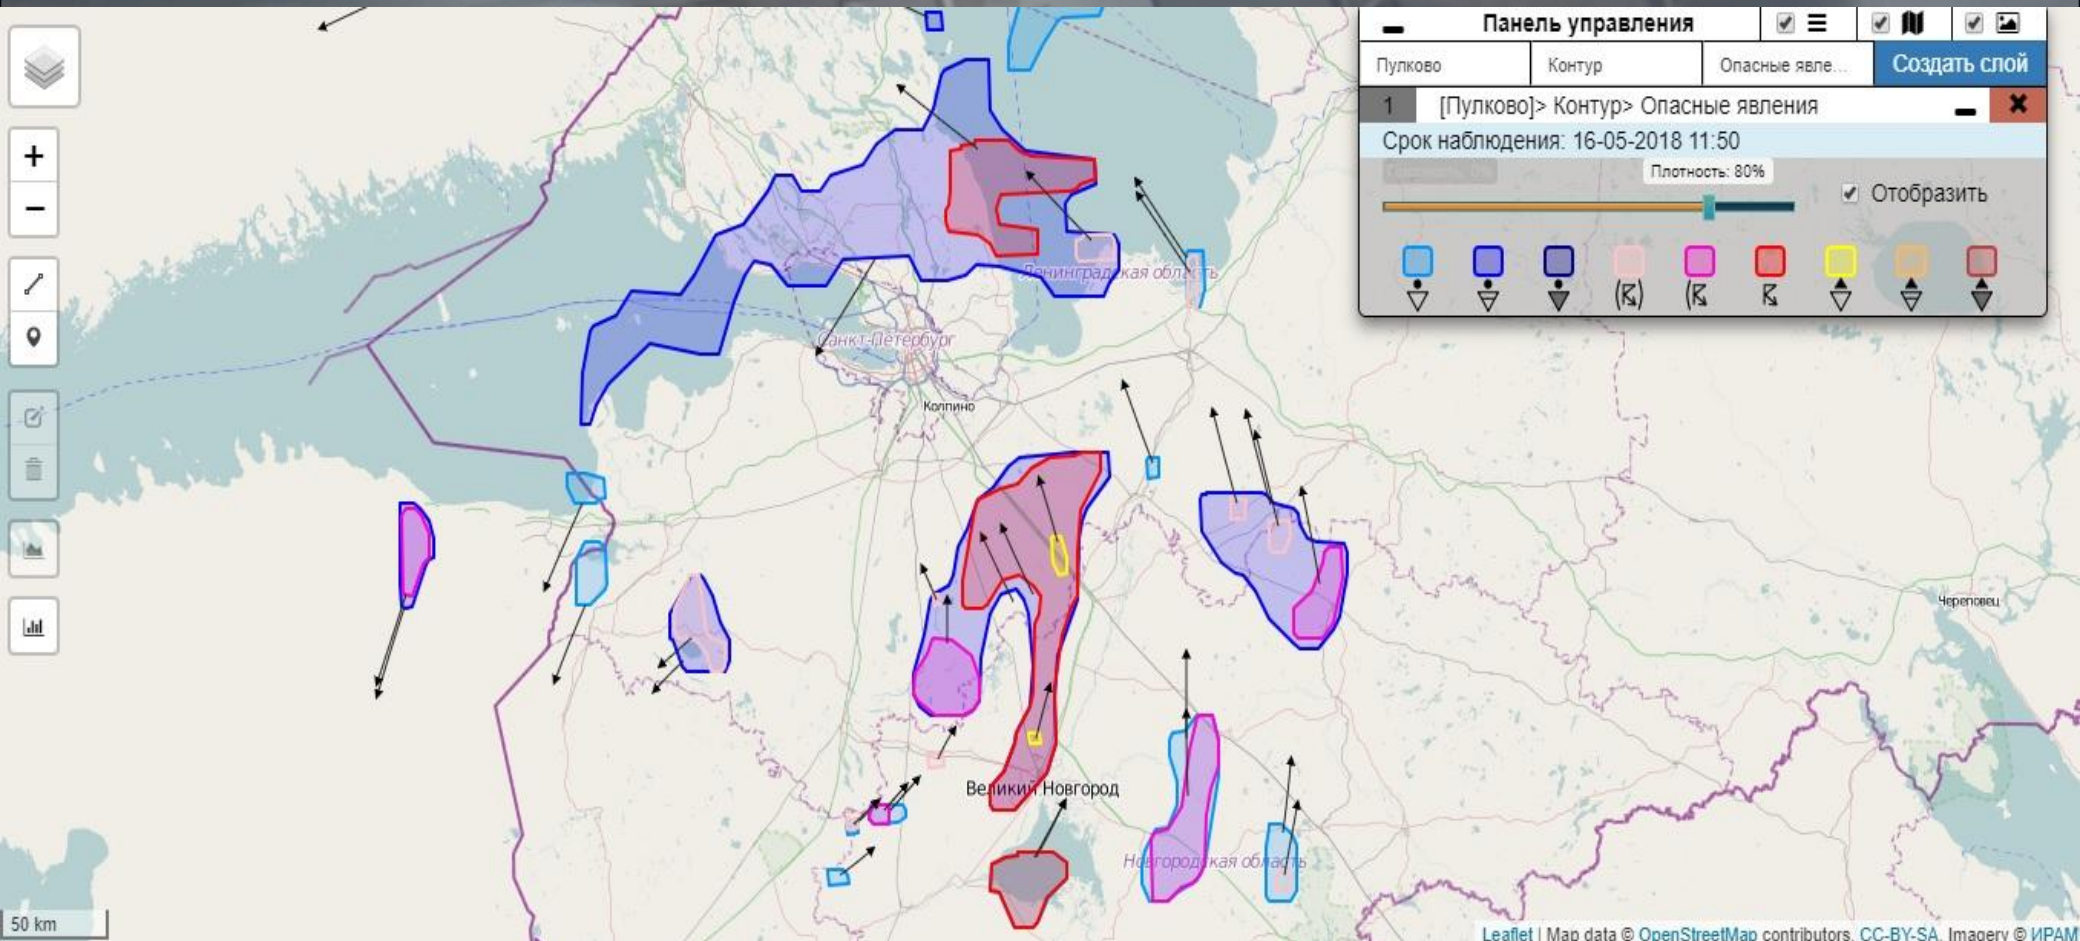 Панель управления
Пулково
Контур
Опасные явле...
Создать слой
1
[Пулково]> Контур> Опасные явления
Срок наблюдения: 16-05-2018 11:50
Плотность: 80%
Отобразить
Ленинградская область
Санкт-Петербург
Колпино
Череповец
Великий Новгород
Новгородская область
50 km
Leaflet | Map data © OpenStreetMap contributors, CC-BY-SA, Imagery © ИРАМ